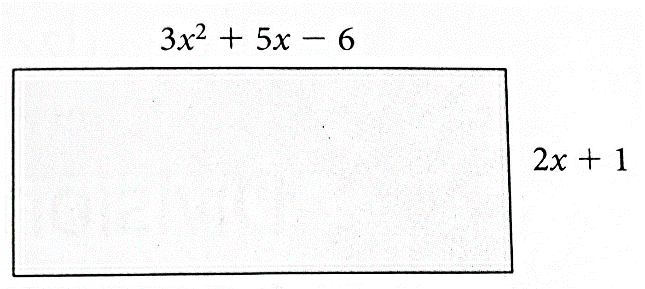 3x² + 5x − 6
2x + 1